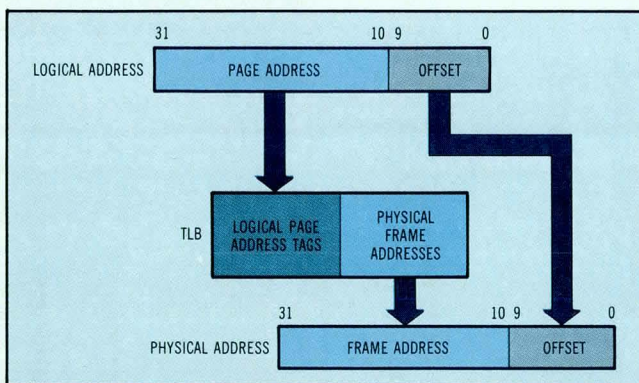 31 10 9 0
LOGICAL ADDRESS PAGE ADDRESS OFFSET
TLB
LOGICAL PAGE
ADDRESS TAGS
PHYSICAL
FRAME
ADDRESSES
31 10 9 0
PHYSICAL ADDRESS FRAME ADDRESS OFFSET